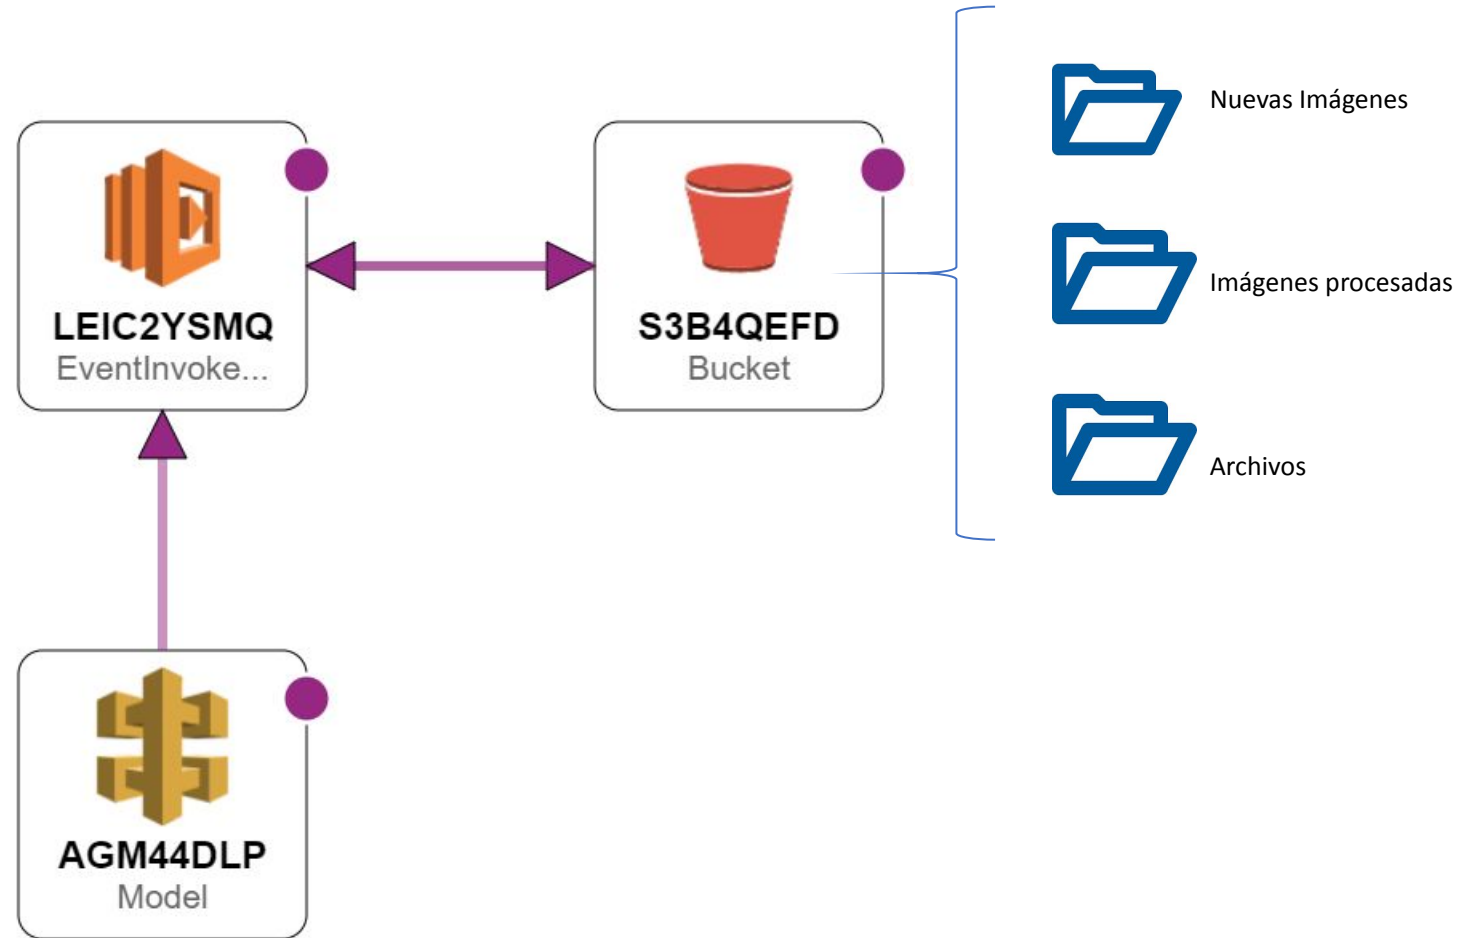 Nuevas Imágenes
LEIC2YSMQ
EventInvoke...
S3B4QEFD
Bucket
Imágenes procesadas
Archivos
AGM44DLP
Model